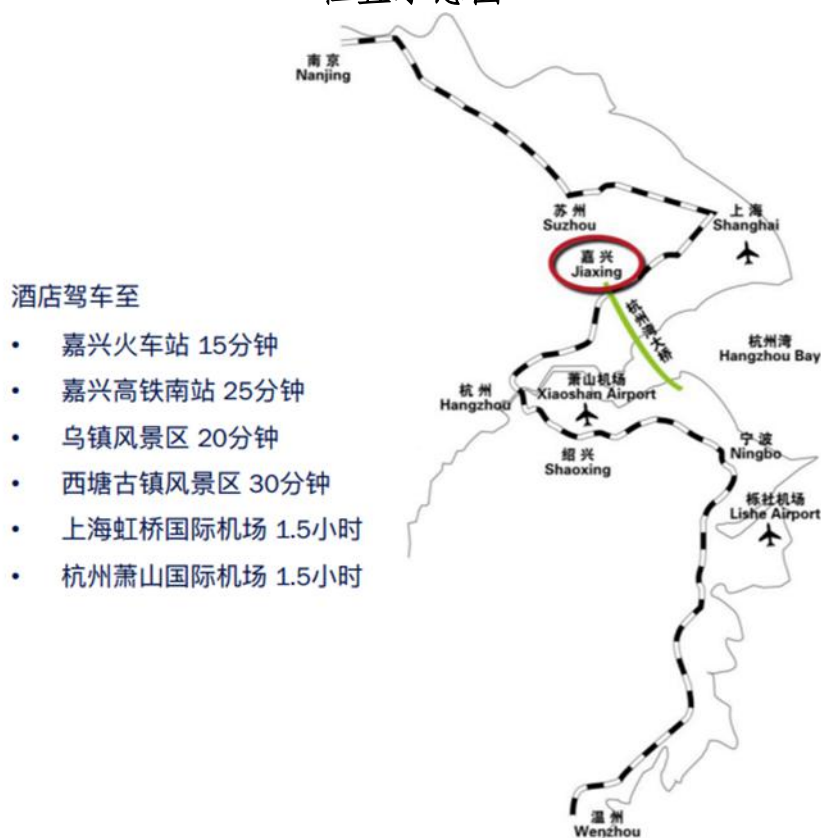 南京
Nanjing
苏州
Suzhou
上海
Shanghai
嘉兴
Jiaxing
杭州湾大桥
杭州湾
Hangzhou Bay
杭州
Hangzhou
萧山机场
Xiaoshan Airport
绍兴
Shaoxing
宁波
Ningbo
栎社机场
Lishe Airport
温州
Wenzhou
酒店驾车至
• 嘉兴火车站 15分钟
• 嘉兴高铁南站 25分钟
• 乌镇风景区 20分钟
• 西塘古镇风景区 30分钟
• 上海虹桥国际机场 1.5小时
• 杭州萧山国际机场 1.5小时